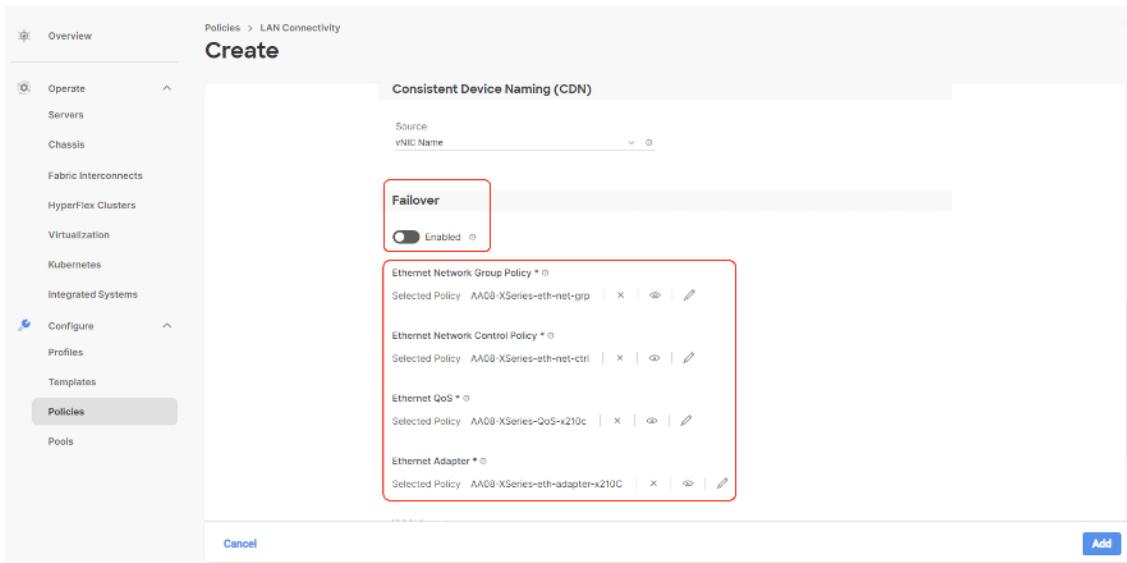 Policies > LAN Connectivity
Create
Overview
Operate
Servers
Chassis
Fabric Interconnects
HyperFlex Clusters
Virtualization
Kubernetes
Integrated Systems
Configure
Profiles
Templates
Policies
Pools
Consistent Device Naming (CDN)
Source
vNIC Name
Failover
Enabled
Ethernet Network Group Policy *
Selected Policy AA08-XSeries-eth-net-grp
Ethernet Network Control Policy *
Selected Policy AA08-XSeries-eth-net-ctrl
Ethernet QoS *
Selected Policy AA08-XSeries-QoS-x210c
Ethernet Adapter *
Selected Policy AA08-XSeries-eth-adapter-x210C
Cancel
Add